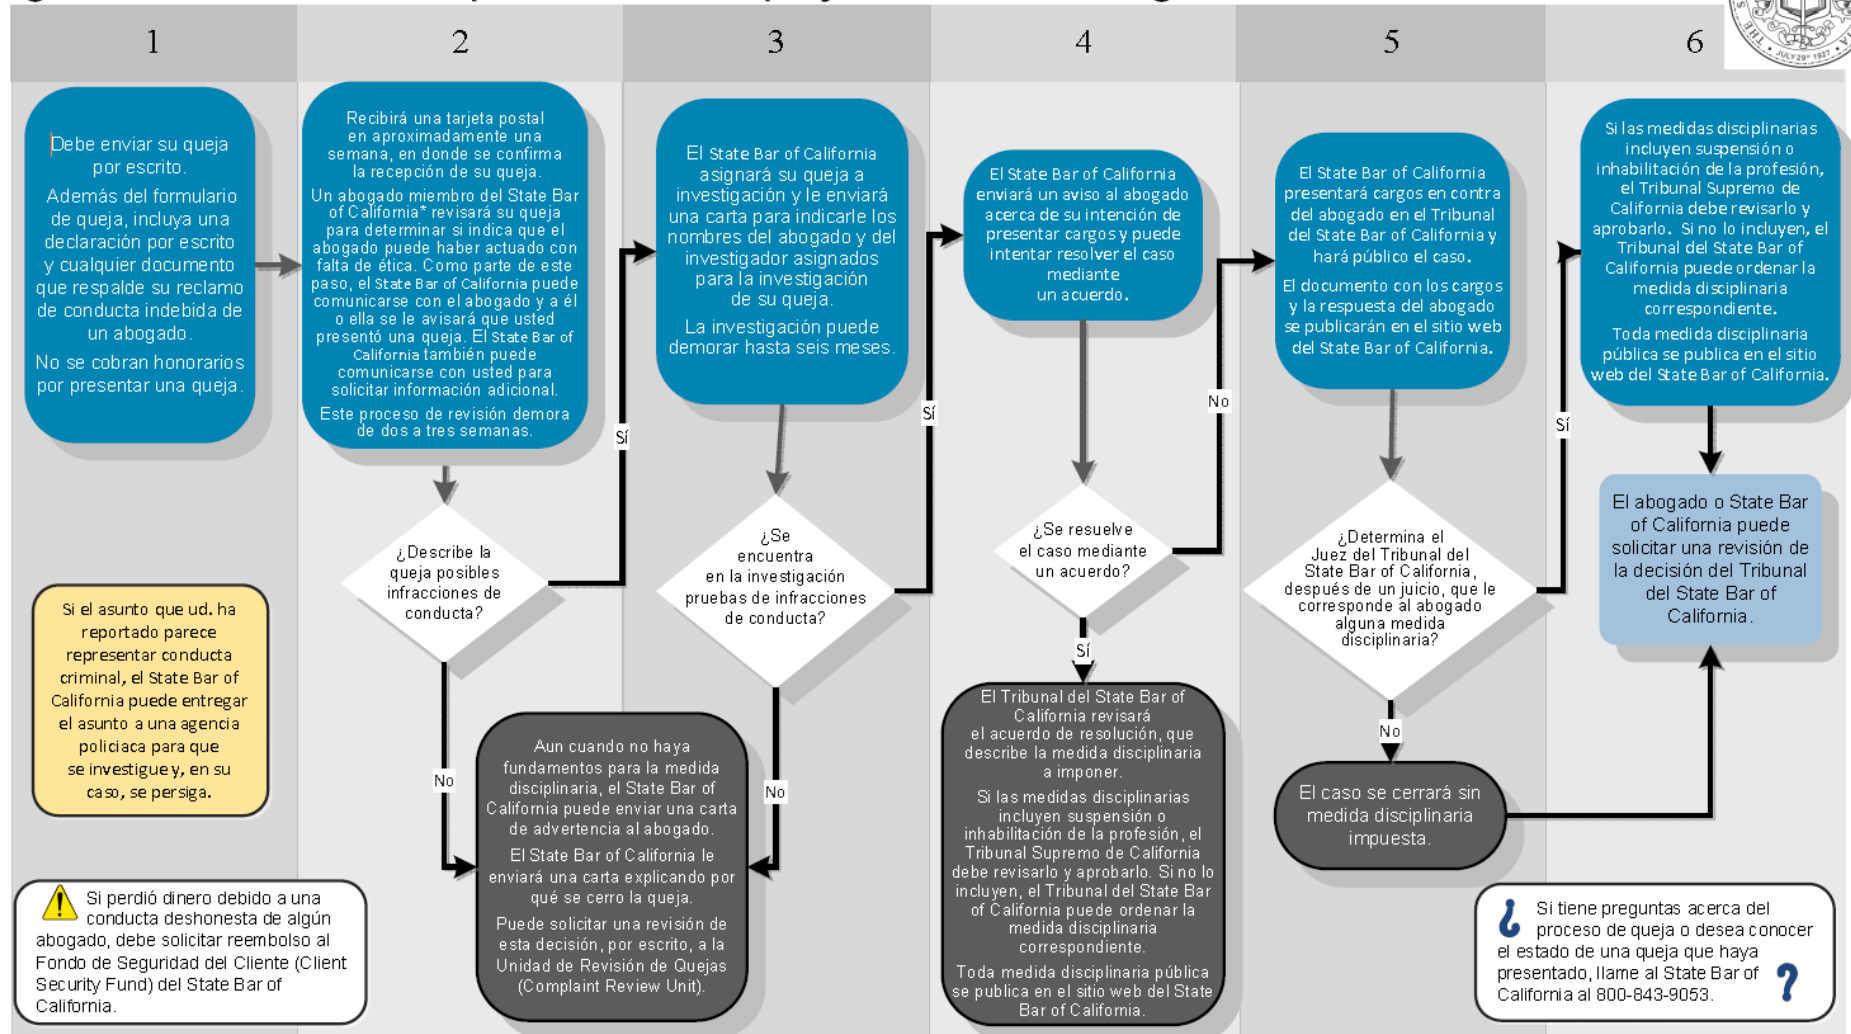 1
2
3
4
5
6
THE
JULY 29th 1927
Debe enviar su queja
por escrito.
Además del formulario
de queja, incluya una
declaración por escrito
y cualquier documento
que respalde su reclamo
de conducta indebida de
un abogado.
No se cobran honorarios
por presentar una queja.
Si el asunto que ud. ha
reportado parece
representar conducta
criminal, el State Bar of
California puede entregar
el asunto a una agencia
policiaca para que
se investigue y, en su
caso, se persiga.
Si perdió dinero debido a una
conducta deshonesta de algún
abogado, debe solicitar reembolso al
Fondo de Seguridad del Cliente (Client
Security Fund) del State Bar of
California.
Recibirá una tarjeta postal
en aproximadamente una
semana, en donde se confirma
la recepción de su queja.
Un abogado miembro del State Bar
of California* revisará su queja
para determinar si indica que el
abogado puede haber actuado con
falta de ética. Como parte de este
paso, el State Bar of California puede
comunicarse con el abogado y a él
o ella se le avisará que usted
presentó una queja. El State Bar of
California también puede
comunicarse con usted para
solicitar información adicional.
Este proceso de revisión demora
de dos a tres semanas.
¿Describe la
queja posibles
infracciones de
conducta?
Sí
No
El State Bar of California
asignará su queja a
investigación y le enviará
una carta para indicarle los
nombres del abogado y del
investigador asignados
para la investigación
de su queja.
La investigación puede
demorar hasta seis meses.
¿Se
encuentra
en la investigación
pruebas de infracciones
de conducta?
Sí
No
Aun cuando no haya
fundamentos para la medida
disciplinaria, el State Bar of
California puede enviar una carta
de advertencia al abogado.
El State Bar of California le
enviará una carta explicando por
qué se cerro la queja.
Puede solicitar una revisión de
esta decisión, por escrito, a la
Unidad de Revisión de Quejas
(Complaint Review Unit).
El State Bar of California
enviará un aviso al abogado
acerca de su intención de
presentar cargos y puede
intentar resolver el caso
mediante
un acuerdo.
¿Se resuelve
el caso mediante
un acuerdo?
No
Sí
El Tribunal del State Bar of
California revisará
el acuerdo de resolución, que
describe la medida disciplinaria
a imponer.
Si las medidas disciplinarias
incluyen suspensión o
inhabilitación de la profesión, el
Tribunal Supremo de California
debe revisarlo y aprobarlo. Si no lo
incluyen, el Tribunal del State Bar
of California puede ordenar la
medida disciplinaria
correspondiente.
Toda medida disciplinaria pública
se publica en el sitio web del State
Bar of California.
El State Bar of California
presentará cargos en contra
del abogado en el Tribunal
del State Bar of California y
hará público el caso.
El documento con los cargos
y la respuesta del abogado
se publicarán en el sitio web
del State Bar of California.
¿Determina el
Juez del Tribunal del
State Bar of California,
después de un juicio, que le
corresponde al abogado
alguna medida
disciplinaria?
Sí
No
El caso se cerrará sin
medida disciplinaria
impuesta.
Si las medidas disciplinarias
incluyen suspensión o
inhabilitación de la profesión,
el Tribunal Supremo de
California debe revisarlo y
aprobarlo. Si no lo incluyen, el
Tribunal del State Bar of
California puede ordenar la
medida disciplinaria
correspondiente.
Toda medida disciplinaria
pública se publica en el sitio
web del State Bar of California.
El abogado o State Bar
of California puede
solicitar una revisión de
la decisión del Tribunal
del State Bar of
California.
¿
Si tiene preguntas acerca del
proceso de queja o desea conocer
el estado de una queja que haya
presentado, llame al State Bar of
California al 800-843-9053.
?